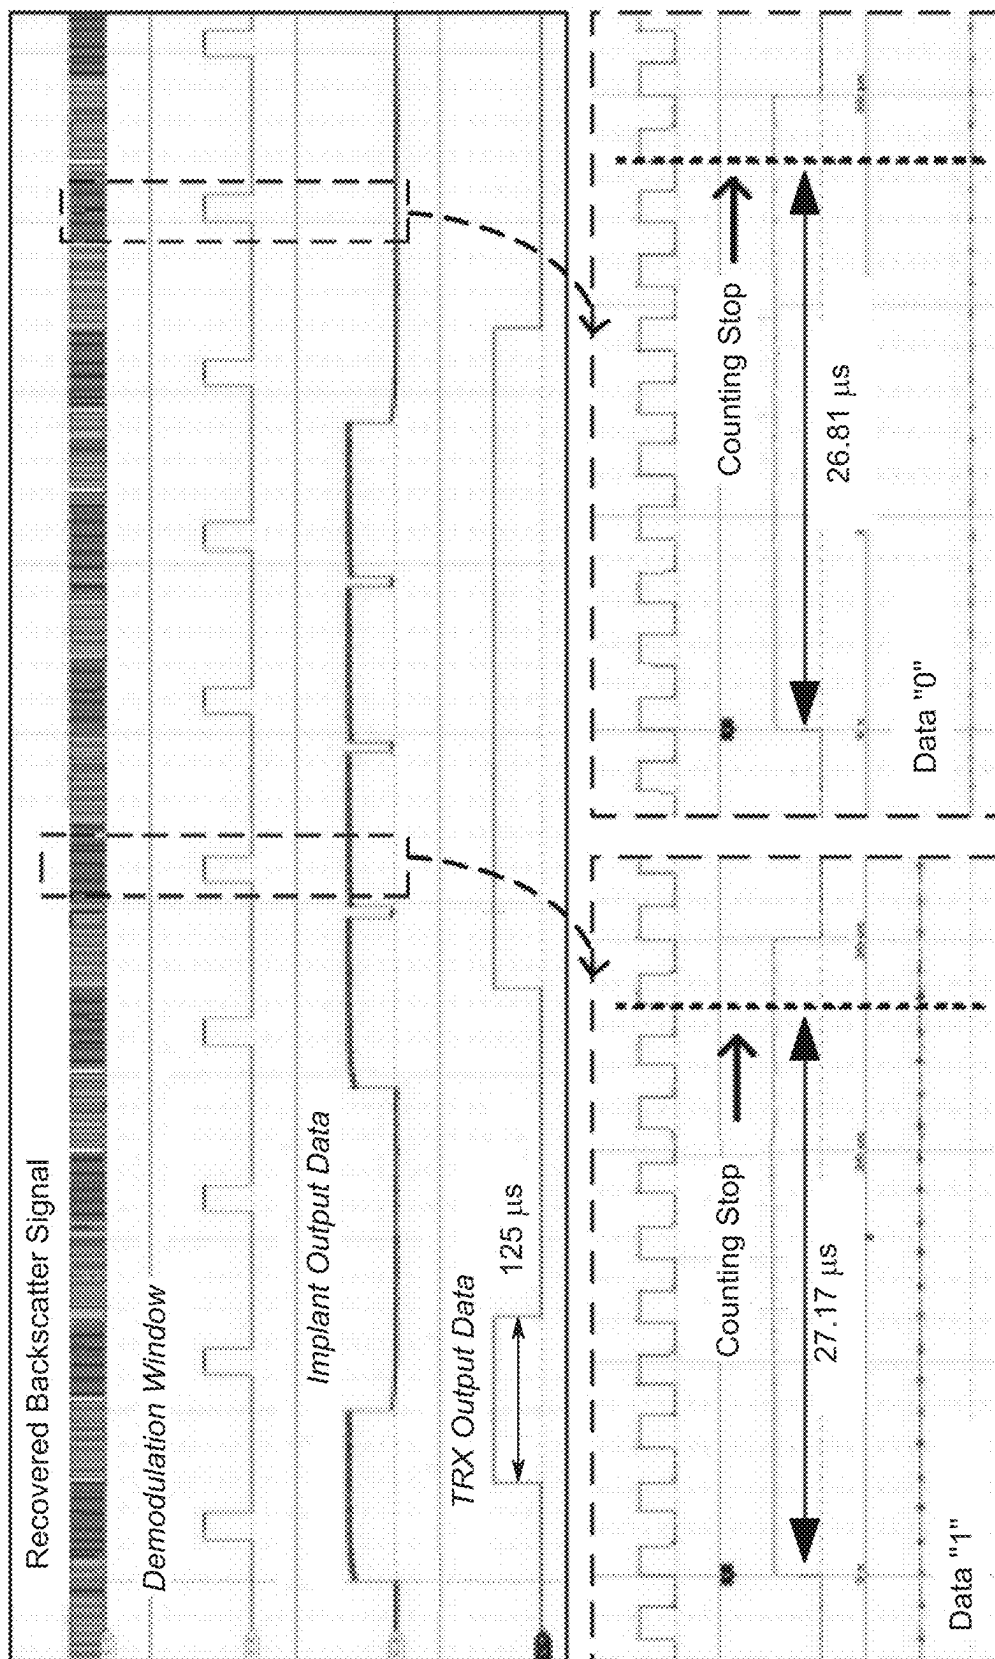 Recovered Backscatter Signal
Demodulation Window
Implant Output Data
TRX Output Data
125 µs
Counting Stop
27.17 µs
Data "1"
Counting Stop
26.81 µs
Data "0"